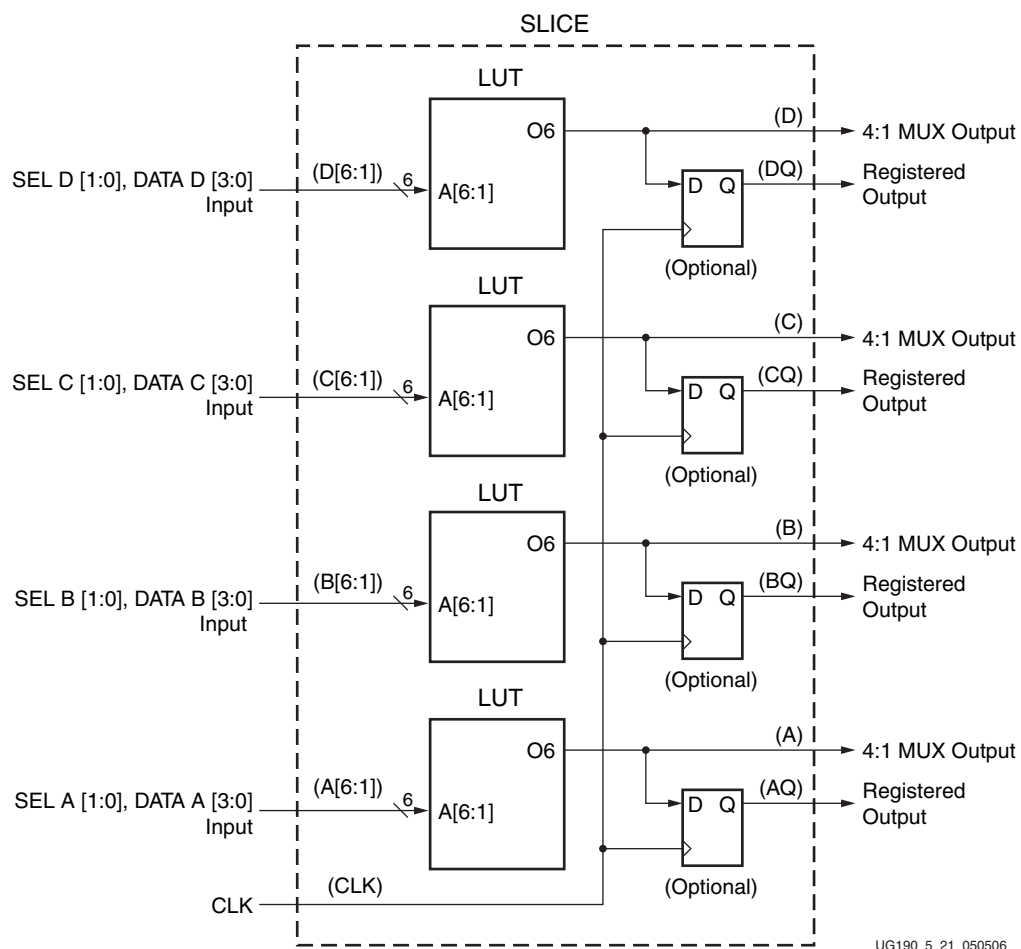 SLICE
LUT
O6
(D)
4:1 MUX Output
SEL D [1:0], DATA D [3:0]
Input
(D[6:1])
6
A[6:1]
D Q
(DQ)
Registered
Output
(Optional)
LUT
O6
(C)
4:1 MUX Output
SEL C [1:0], DATA C [3:0]
Input
(C[6:1])
6
A[6:1]
D Q
(CQ)
Registered
Output
(Optional)
LUT
O6
(B)
4:1 MUX Output
SEL B [1:0], DATA B [3:0]
Input
(B[6:1])
6
A[6:1]
D Q
(BQ)
Registered
Output
(Optional)
LUT
O6
(A)
4:1 MUX Output
SEL A [1:0], DATA A [3:0]
Input
(A[6:1])
6
A[6:1]
D Q
(AQ)
Registered
Output
(Optional)
CLK
(CLK)
UG190_5_21_050506